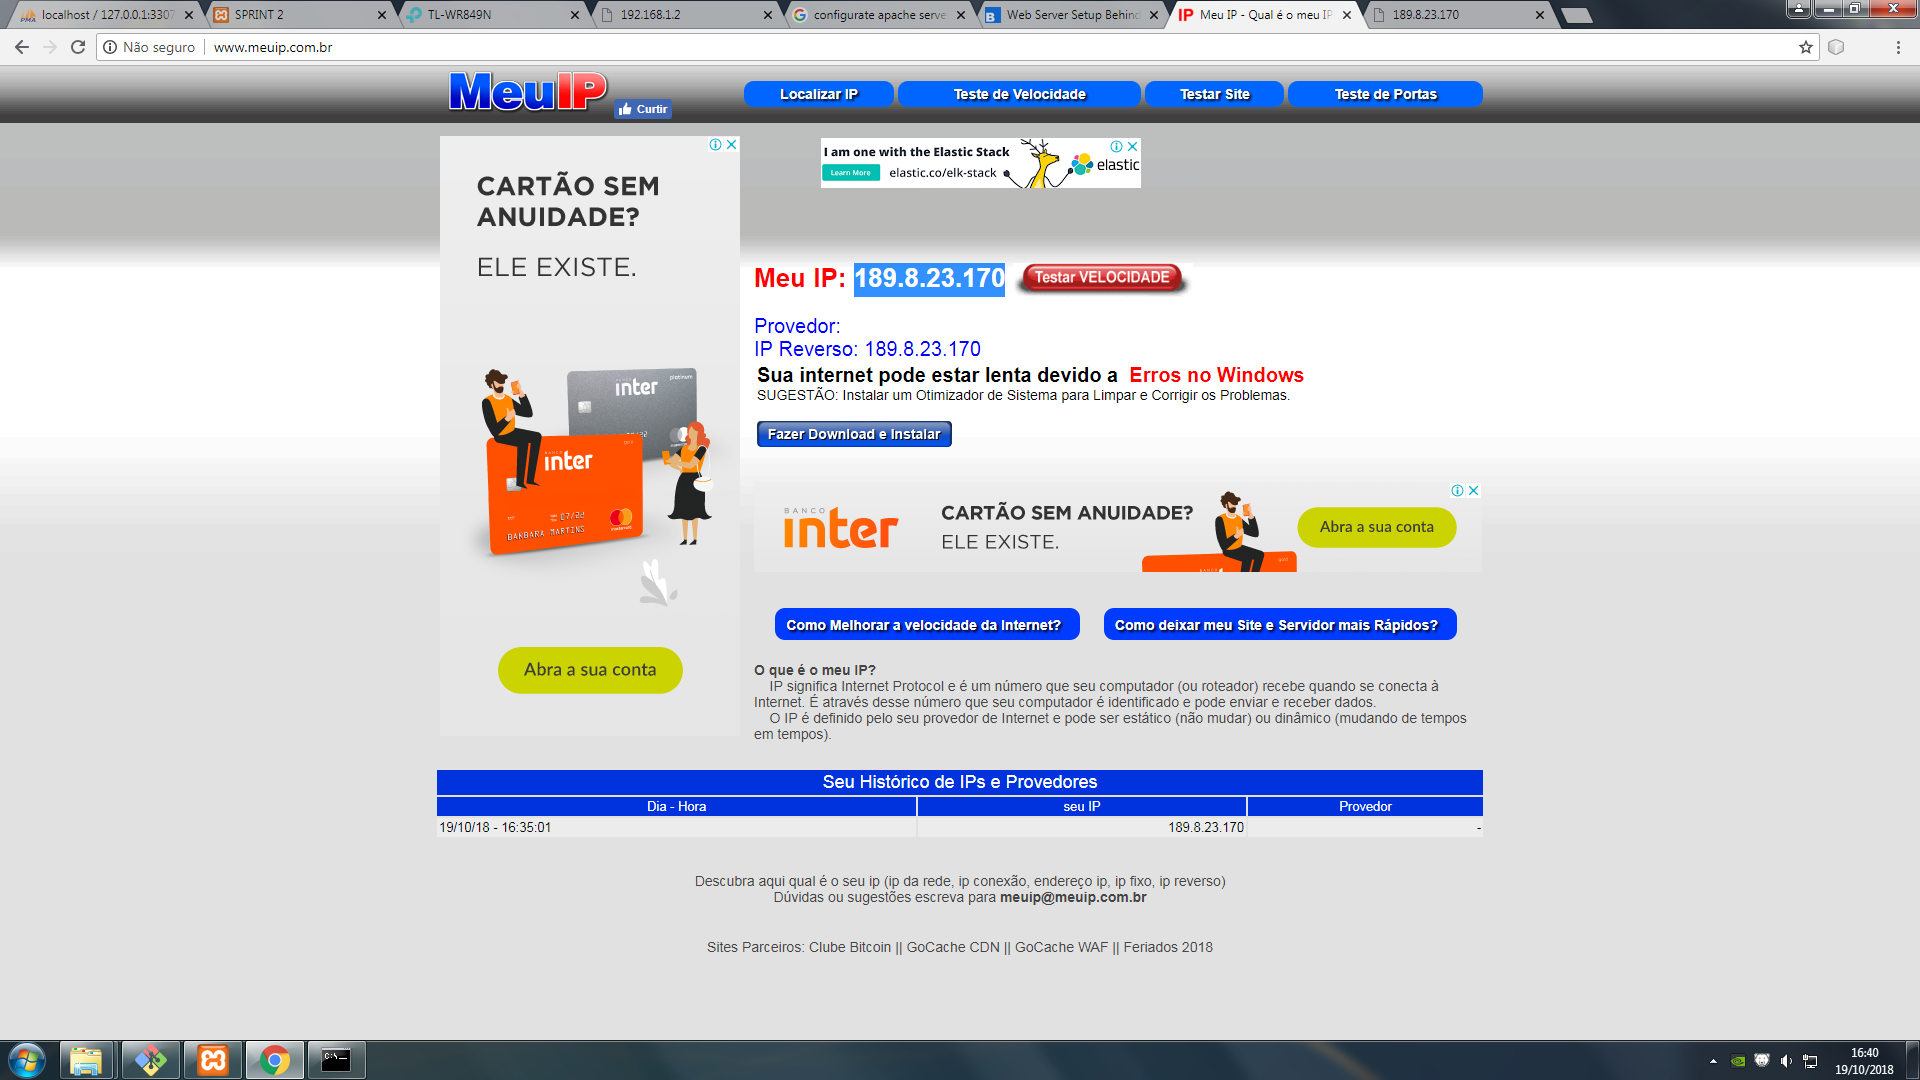 localhost / 127.0.0.1:3307
SPRINT 2
TL-WR849N
192.168.1.2
configurate apache serve
Web Server Setup Behin
Meu IP - Qual é o meu IP
189.8.23.170
Não seguro
www.meuip.com.br
MeuIP
Curtir
Localizar IP
Teste de Velocidade
Testar Site
Teste de Portas
CARTÃO SEM
ANUIDADE?
ELE EXISTE.
inter
platinum
BANCO
inter
07/22
BARBARA MARTINS
mastercard
Abra a sua conta
I am one with the Elastic Stack
Learn More
elastic.co/elk-stack
elastic
Meu IP: 189.8.23.170
Testar VELOCIDADE
Provedor:
IP Reverso: 189.8.23.170
Sua internet pode estar lenta devido a Erros no Windows
SUGESTÃO: Instalar um Otimizador de Sistema para Limpar e Corrigir os Problemas.
Fazer Download e Instalar
BANCO
inter
CARTÃO SEM ANUIDADE?
ELE EXISTE.
Abra a sua conta
Como Melhorar a velocidade da Internet?
Como deixar meu Site e Servidor mais Rápidos?
O que é o meu IP?
IP significa Internet Protocol e é um número que seu computador (ou roteador) recebe quando se conecta à
Internet. É através desse número que seu computador é identificado e pode enviar e receber dados.
O IP é definido pelo seu provedor de Internet e pode ser estático (não mudar) ou dinâmico (mudando de tempos
em tempos).
Seu Histórico de IPs e Provedores
Dia - Hora seu IP Provedor
19/10/18 - 16:35:01 189.8.23.170 -
Descubra aqui qual é o seu ip (ip da rede, ip conexão, endereço ip, ip fixo, ip reverso)
Dúvidas ou sugestões escreva para meuip@meuip.com.br
Sites Parceiros: Clube Bitcoin || GoCache CDN || GoCache WAF || Feriados 2018
16:40
19/10/2018